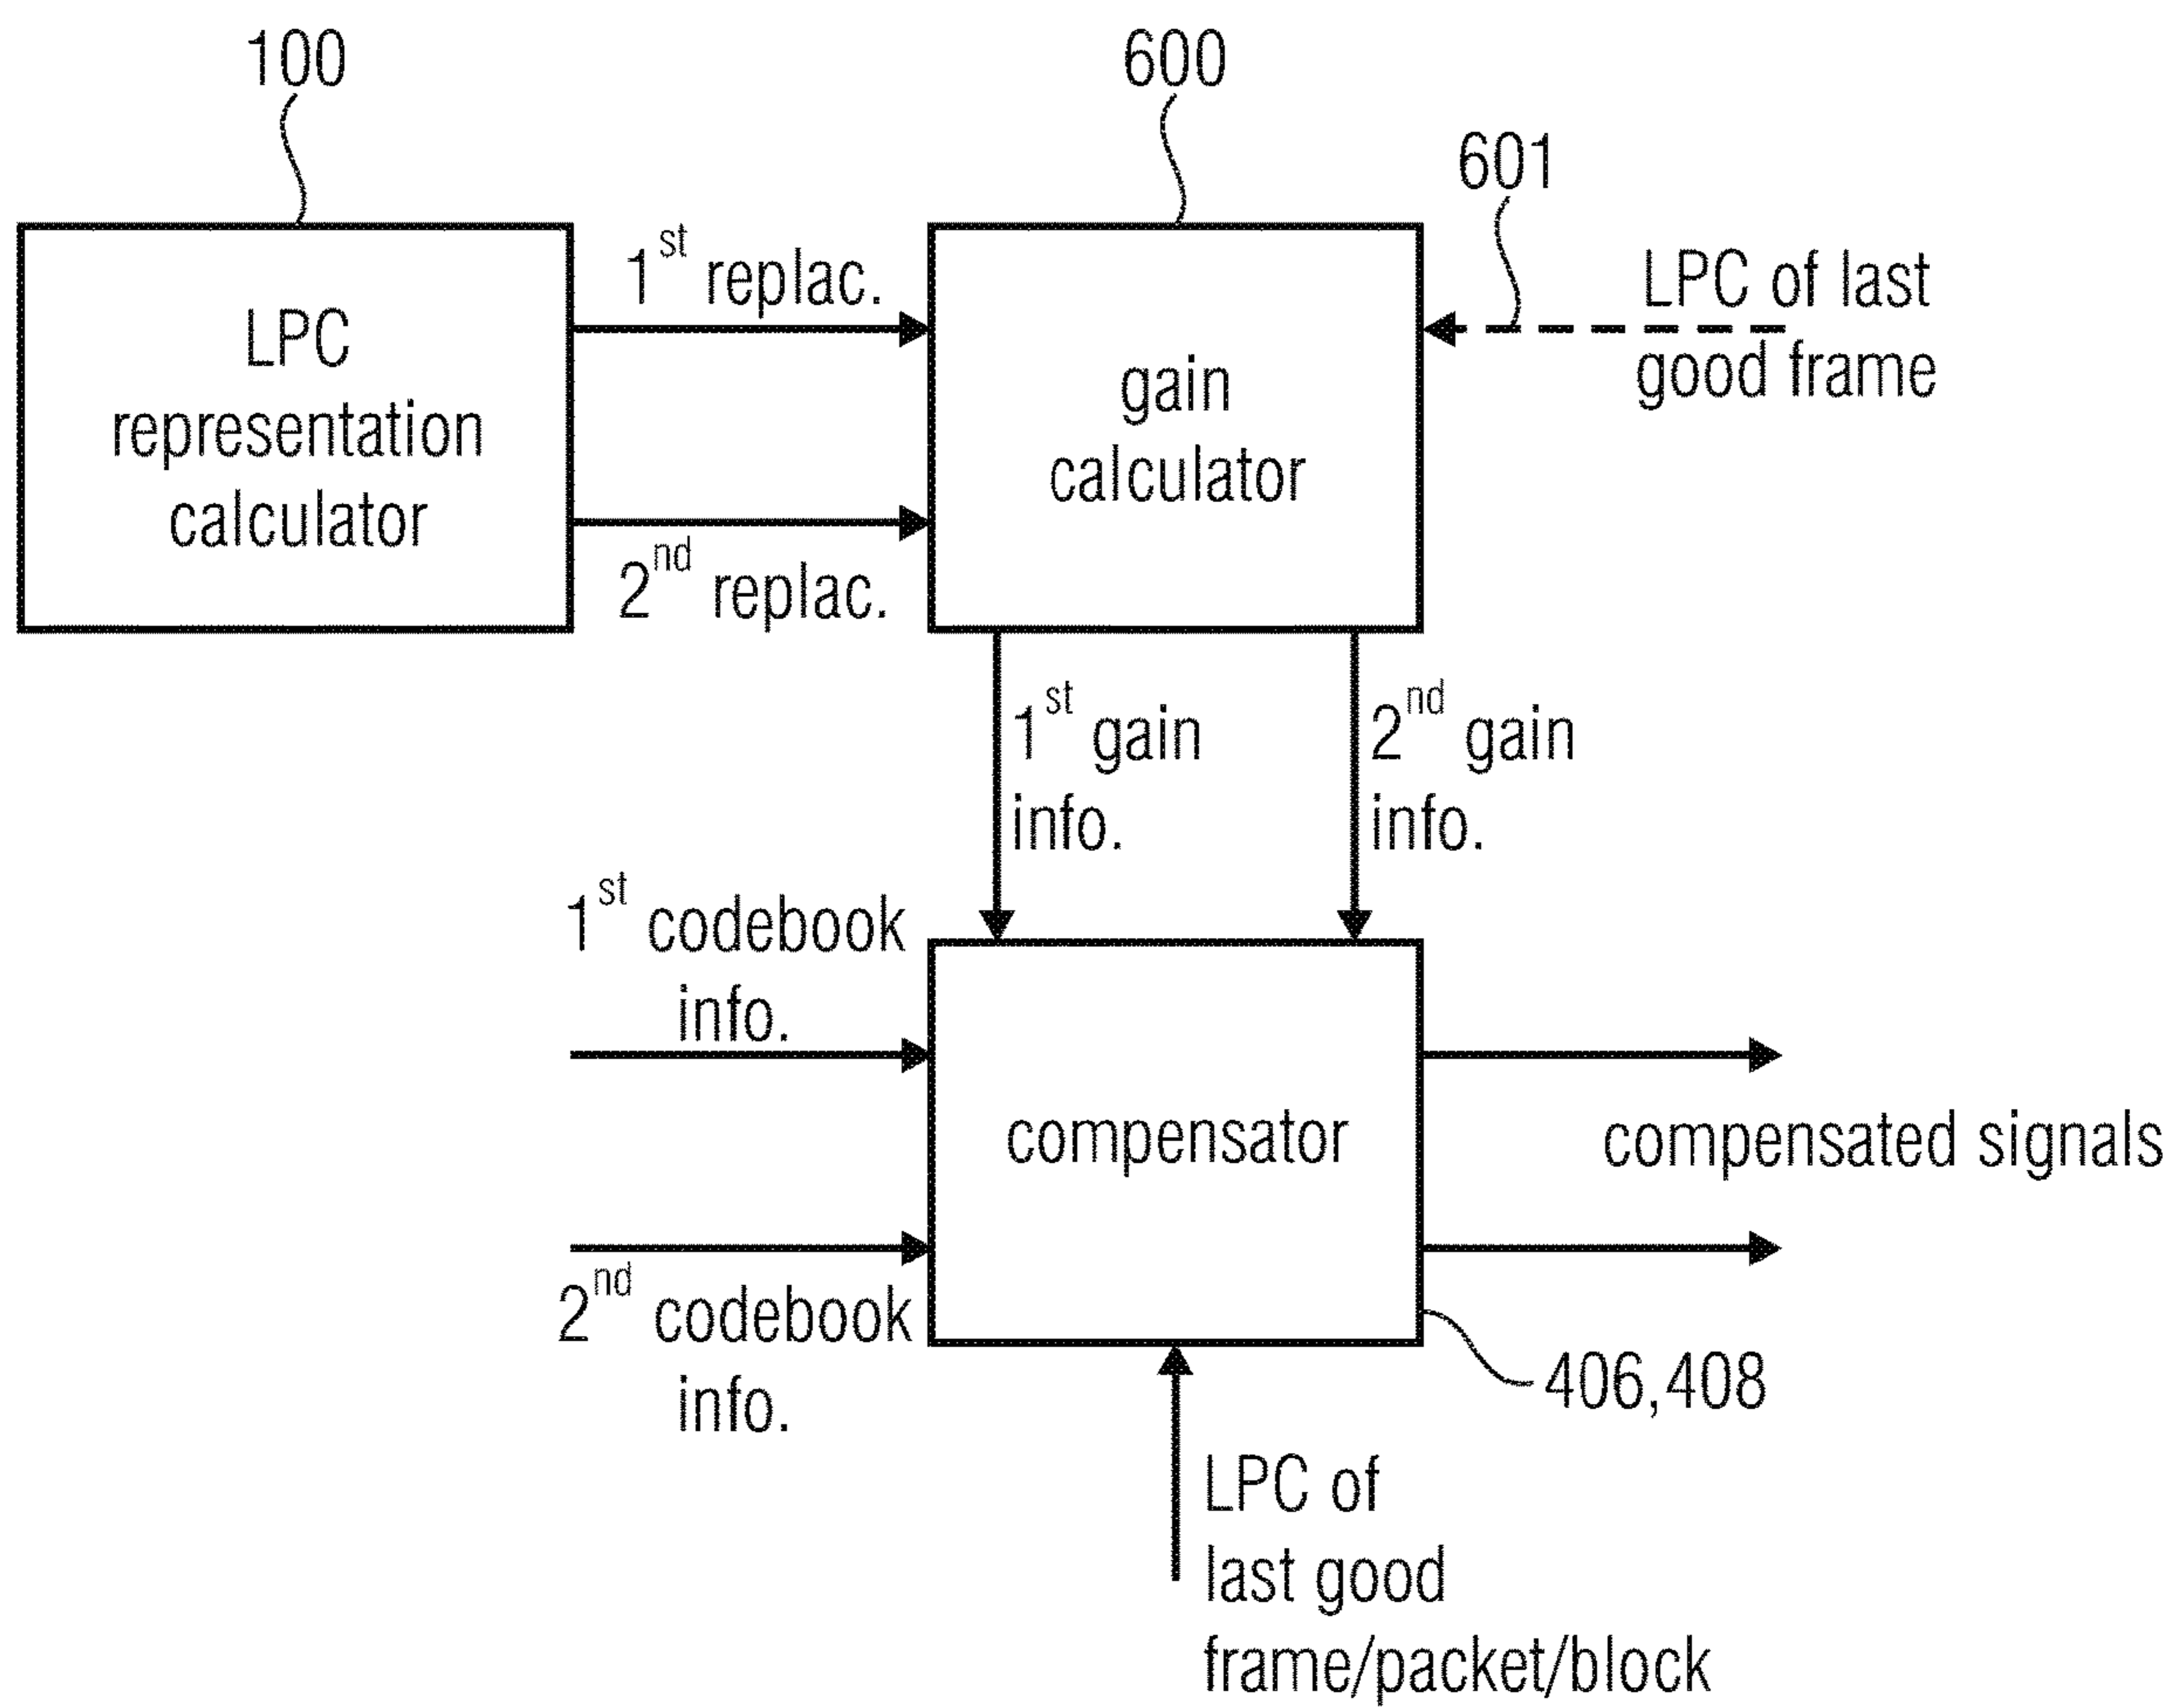 100
600
601
LPC
representation
calculator
1st replac.
2nd replac.
gain
calculator
LPC of last
good frame
1st gain
info.
2nd gain
info.
1st codebook
info.
2nd codebook
info.
compensator
compensated signals
406,408
LPC of
last good
frame/packet/block